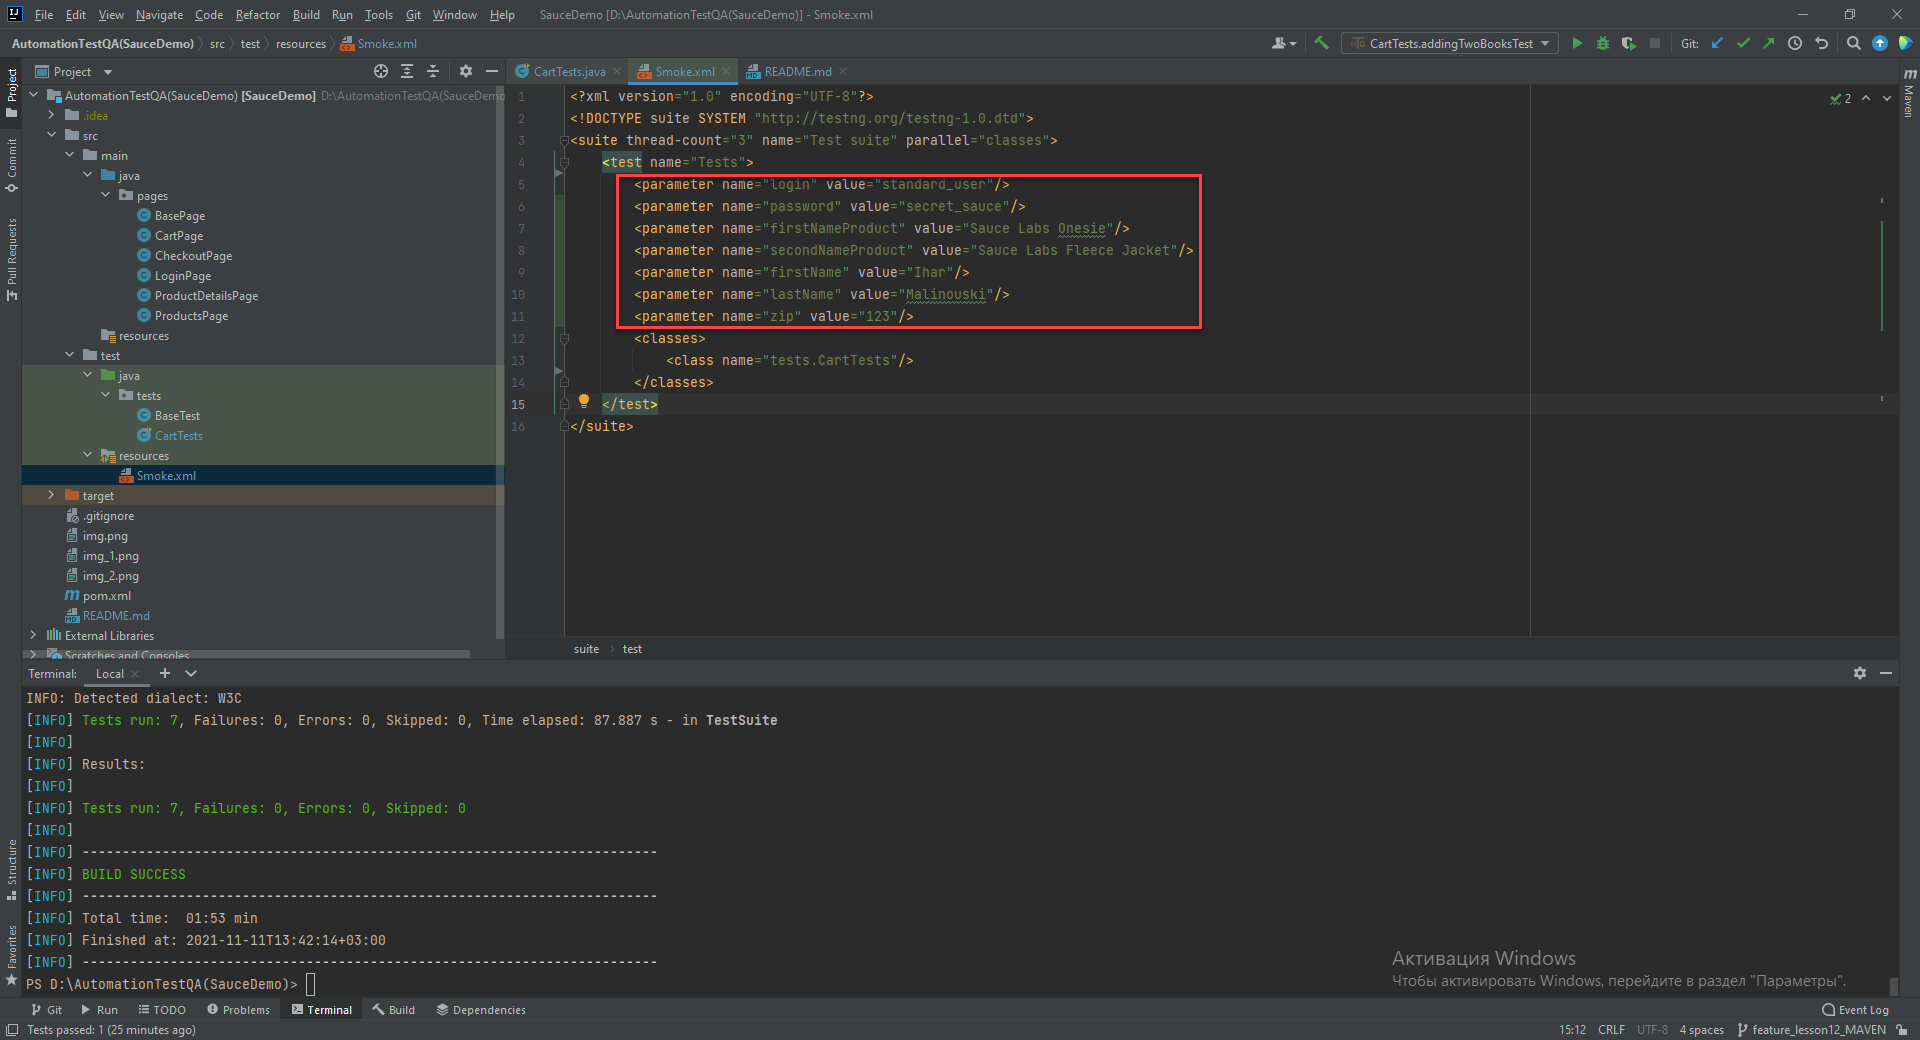 File Edit View Navigate Code Refactor Build Run Tools Git Window Help SauceDemo [D:\AutomationTestQA(SauceDemo)] - Smoke.xml
AutomationTestQA(SauceDemo) src test resources Smoke.xml CartTests.addingTwoBooksTest Git:
Project
CartTests.java Smoke.xml README.md
AutomationTestQA(SauceDemo) [SauceDemo] D:\AutomationTestQA(SauceDemo
.idea
src
main
java
pages
BasePage
CartPage
CheckoutPage
LoginPage
ProductDetailsPage
ProductsPage
resources
test
java
tests
BaseTest
CartTests
resources
Smoke.xml
target
.gitignore
img.png
img_1.png
img_2.png
pom.xml
README.md
External Libraries
Scratches and Consoles
Project
Commit
Pull Requests
Structure
Favorites
Maven
2
1 <?xml version="1.0" encoding="UTF-8"?>
2 <!DOCTYPE suite SYSTEM "http://testng.org/testng-1.0.dtd">
3 <suite thread-count="3" name="Test suite" parallel="classes">
4 <test name="Tests">
5 <parameter name="login" value="standard_user"/>
6 <parameter name="password" value="secret_sauce"/>
7 <parameter name="firstNameProduct" value="Sauce Labs Onesie"/>
8 <parameter name="secondNameProduct" value="Sauce Labs Fleece Jacket"/>
9 <parameter name="firstName" value="Ihar"/>
10 <parameter name="lastName" value="Malinouski"/>
11 <parameter name="zip" value="123"/>
12 <classes>
13 <class name="tests.CartTests"/>
14 </classes>
15 </test>
16 </suite>
suite test
Terminal: Local
INFO: Detected dialect: W3C
[INFO] Tests run: 7, Failures: 0, Errors: 0, Skipped: 0, Time elapsed: 87.887 s - in TestSuite
[INFO]
[INFO] Results:
[INFO]
[INFO] Tests run: 7, Failures: 0, Errors: 0, Skipped: 0
[INFO]
[INFO] ------------------------------------------------------------------------
[INFO] BUILD SUCCESS
[INFO] ------------------------------------------------------------------------
[INFO] Total time:  01:53 min
[INFO] Finished at: 2021-11-11T13:42:14+03:00
[INFO] ------------------------------------------------------------------------
PS D:\AutomationTestQA(SauceDemo)>
Активация Windows
Чтобы активировать Windows, перейдите в раздел "Параметры".
Git Run TODO Problems Terminal Build Dependencies Event Log
Tests passed: 1 (25 minutes ago) 15:12 CRLF UTF-8 4 spaces feature_lesson12_MAVEN